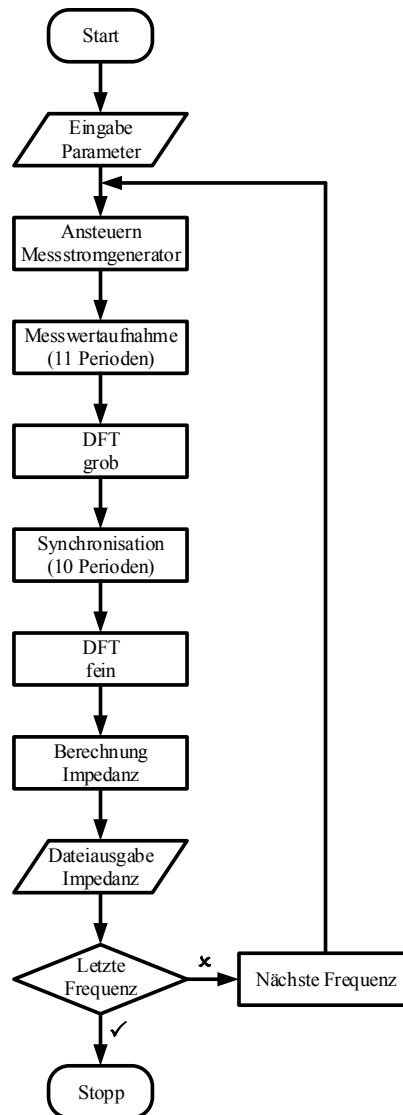 Start
Eingabe
Parameter
Ansteuern
Messstromgenerator
Messwertaufnahme
(11 Perioden)
DFT
grob
Synchronisation
(10 Perioden)
DFT
fein
Berechnung
Impedanz
Dateiausgabe
Impedanz
Letzte
Frequenz
Nächste Frequenz
Stopp